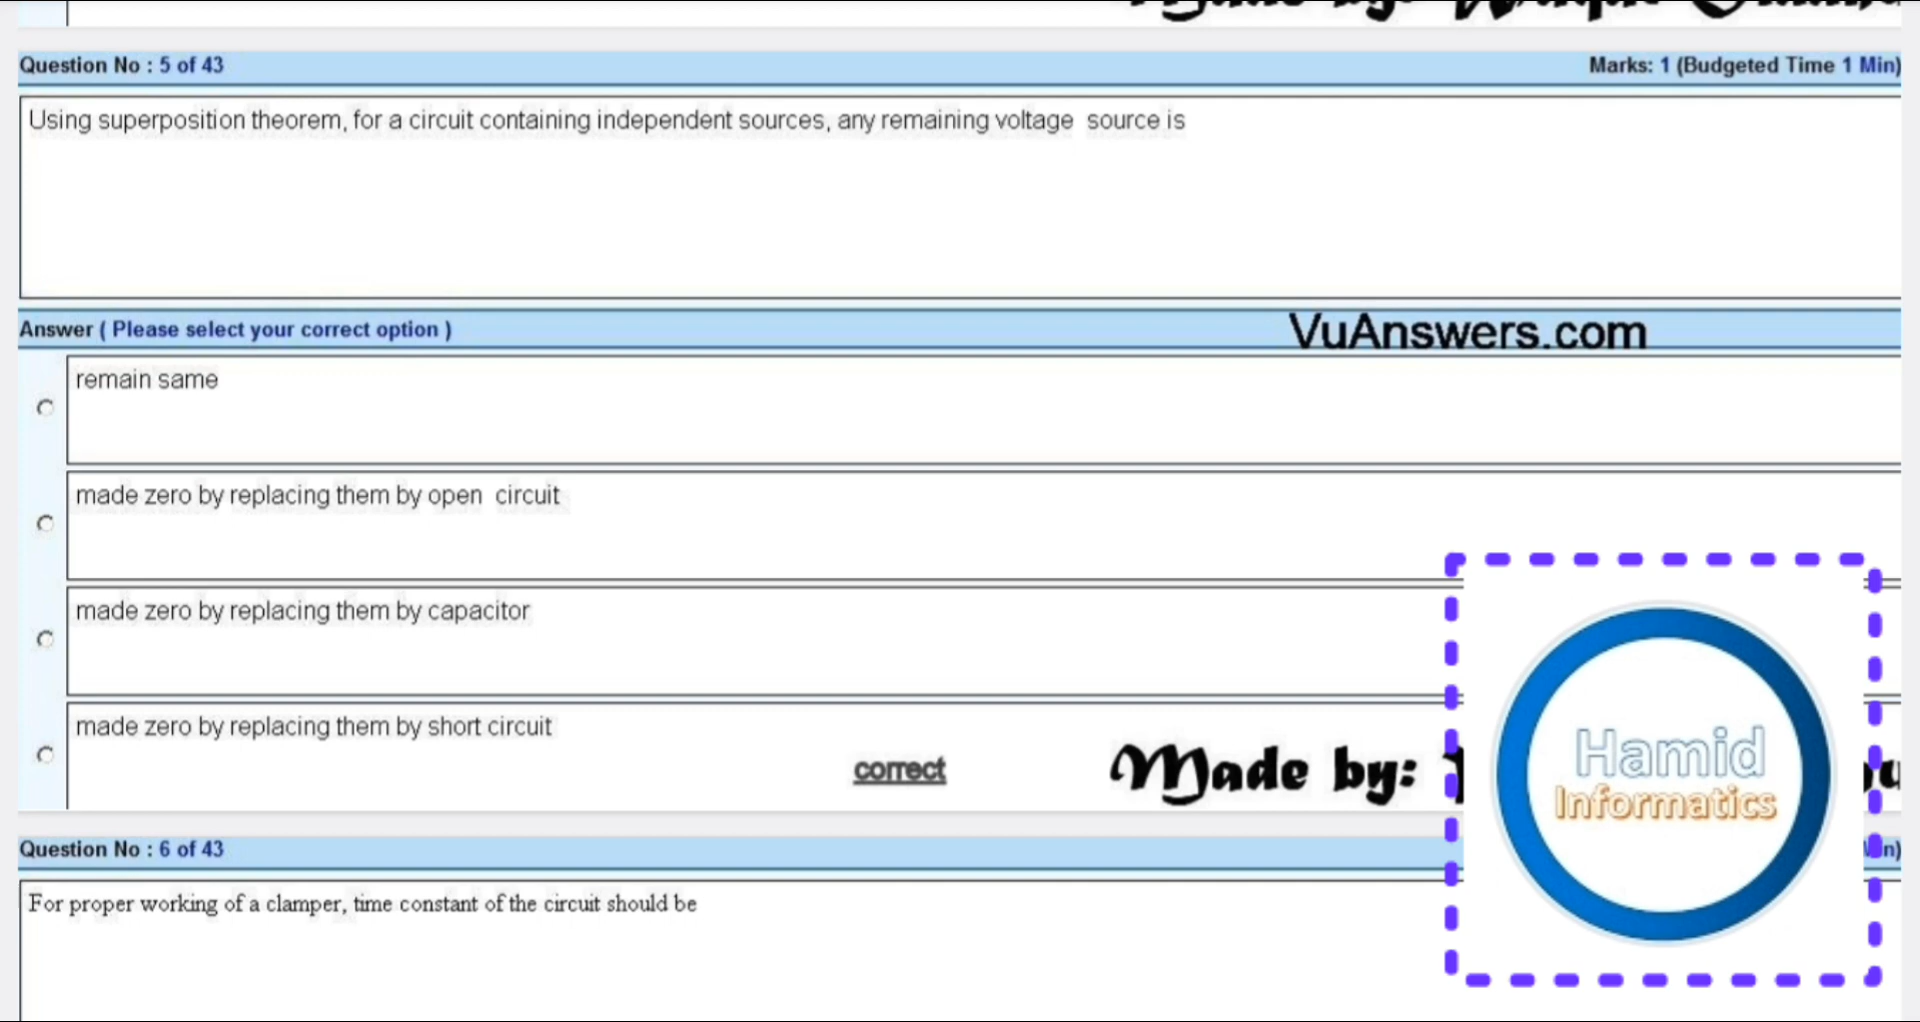 Question No : 5 of 43 Marks: 1 (Budgeted Time 1 Min)
Using superposition theorem, for a circuit containing independent sources, any remaining voltage source is
Answer ( Please select your correct option ) VuAnswers.com
remain same
made zero by replacing them by open circuit
made zero by replacing them by capacitor
made zero by replacing them by short circuit
correct Made by:
Hamid
Informatics
Question No : 6 of 43
For proper working of a clamper, time constant of the circuit should be